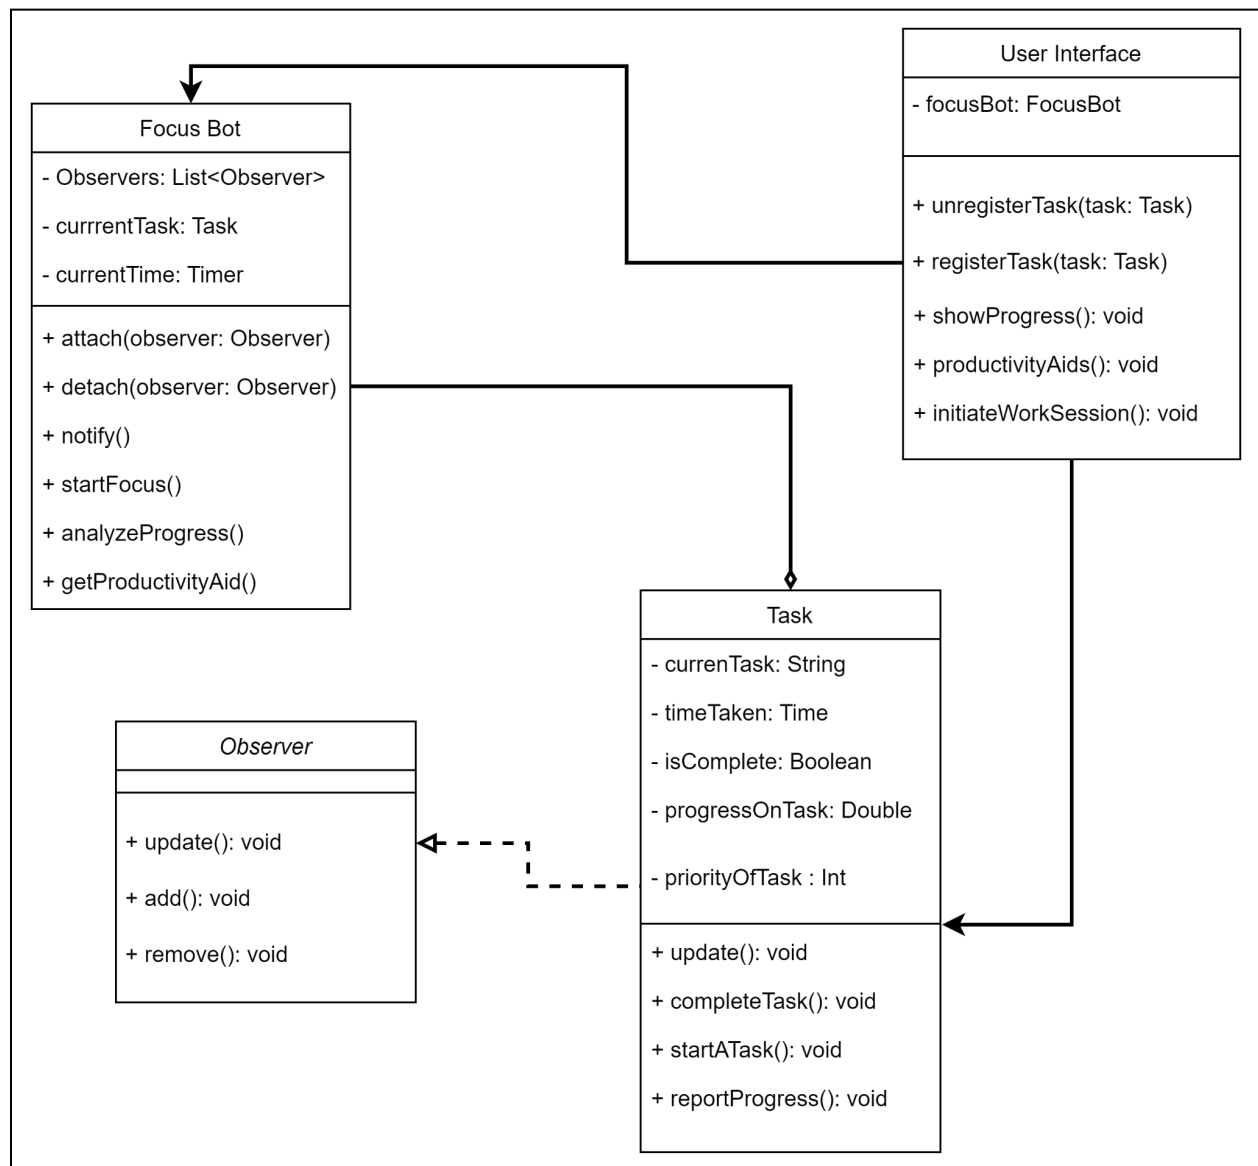 Focus Bot
- Observers: List<Observer>
- currrentTask: Task
- currentTime: Timer
+ attach(observer: Observer)
+ detach(observer: Observer)
+ notify()
+ startFocus()
+ analyzeProgress()
+ getProductivityAid()
User Interface
- focusBot: FocusBot
+ unregisterTask(task: Task)
+ registerTask(task: Task)
+ showProgress(): void
+ productivityAids(): void
+ initiateWorkSession(): void
Observer
+ update(): void
+ add(): void
+ remove(): void
Task
- currenTask: String
- timeTaken: Time
- isComplete: Boolean
- progressOnTask: Double
- priorityOfTask : Int
+ update(): void
+ completeTask(): void
+ startATask(): void
+ reportProgress(): void